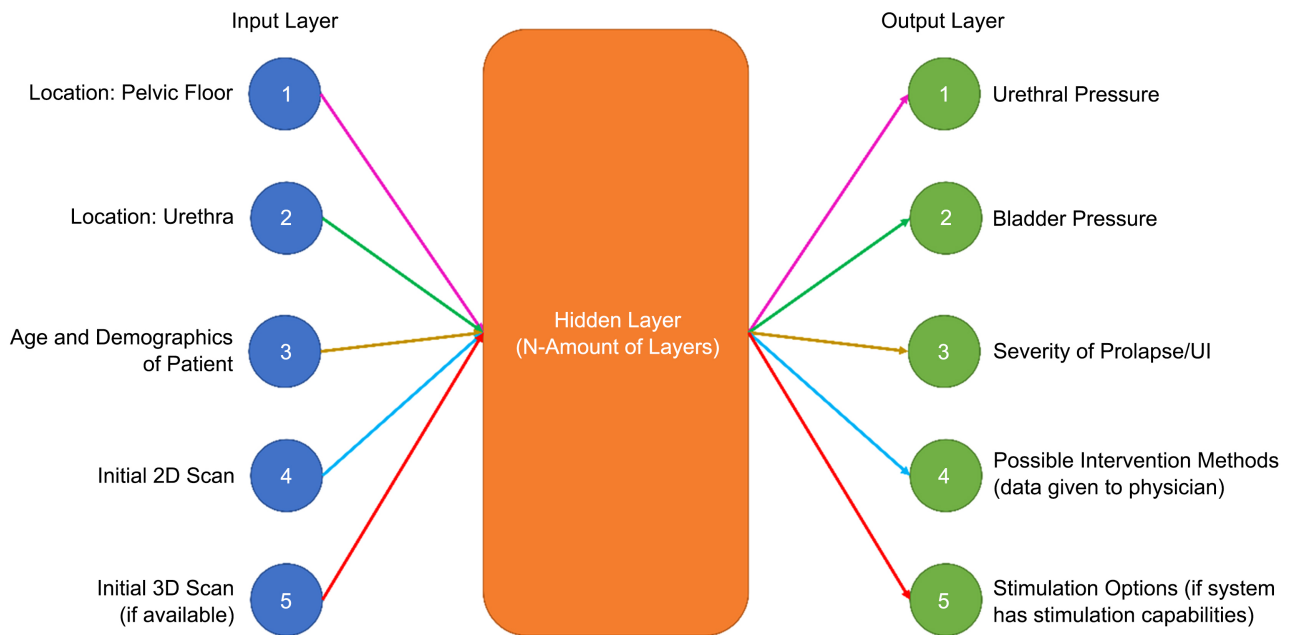 Input Layer
Location: Pelvic Floor
1
Location: Urethra
2
Age and Demographics
of Patient
3
Initial 2D Scan
4
Initial 3D Scan
(if available)
5
Hidden Layer
(N-Amount of Layers)
Output Layer
1
Urethral Pressure
2
Bladder Pressure
3
Severity of Prolapse/UI
4
Possible Intervention Methods
(data given to physician)
5
Stimulation Options (if system
has stimulation capabilities)